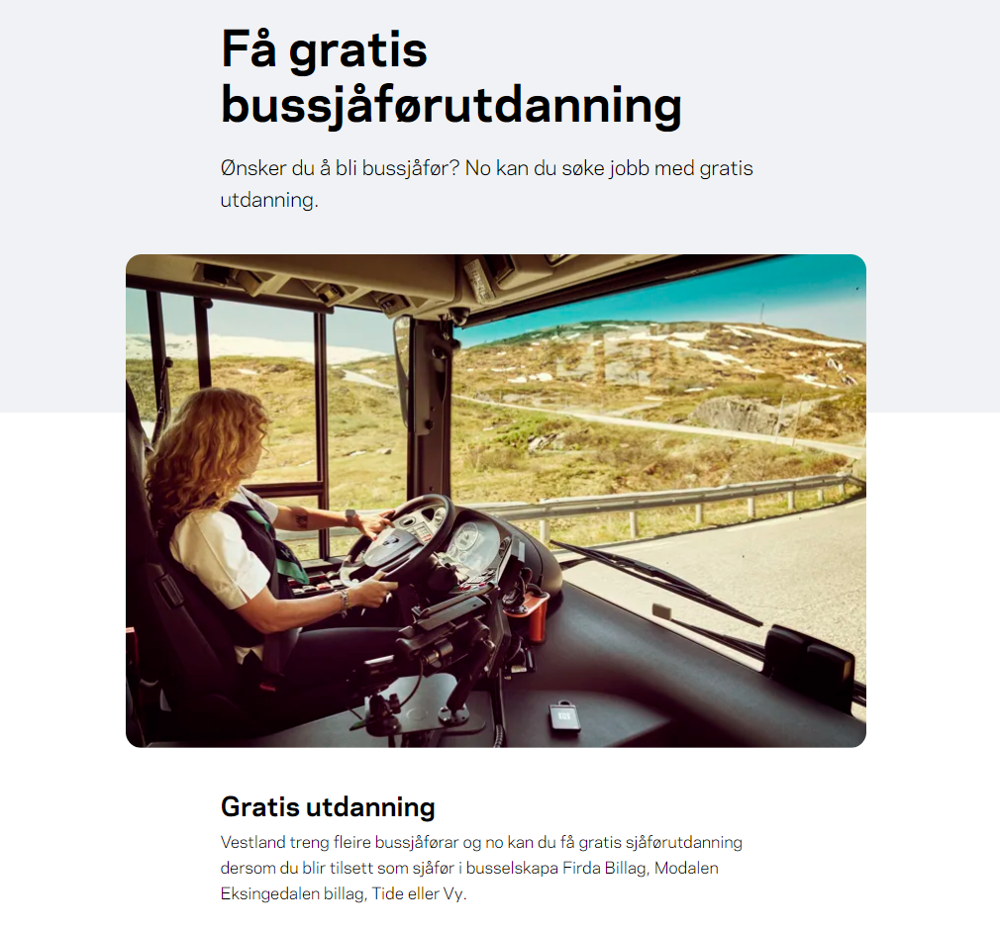 Få gratis
bussjåførutdanning
Ønsker du å bli bussjåfør? No kan du søke jobb med gratis
utdanning.
Gratis utdanning
Vestland treng fleire bussjåførar og no kan du få gratis sjåførutdanning
dersom du blir tilsett som sjåfør i busselskapa Firda Billag, Modalen
Eksingedalen billag, Tide eller Vy.